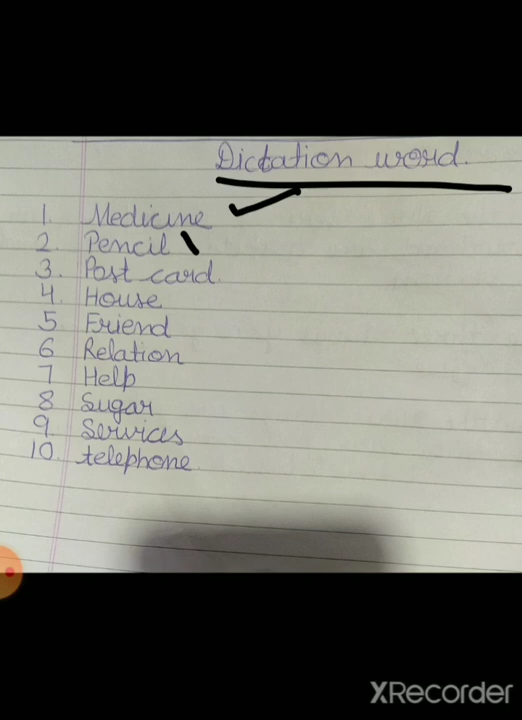 Dictation word.
1. Medicine
2. Pencil
3. Post card.
4. House
5 Friend
6 Relation
7 Help
8 Sugar
9. Services
10. telephone
XRecorder